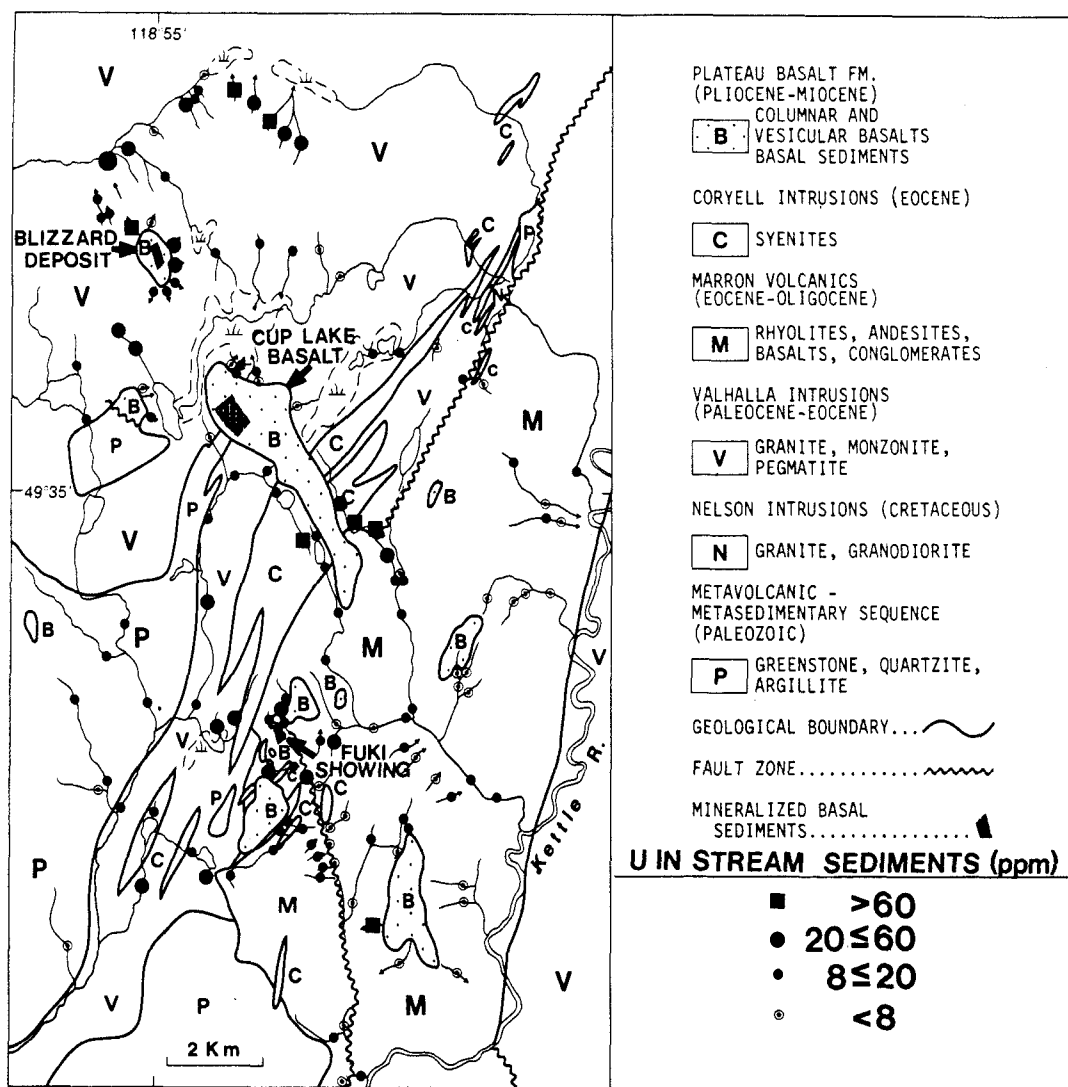 118°55'
V
V
V
C
C
BLIZZARD
DEPOSIT
B
V
C
P
V
N
C
C
CUP LAKE
BASALT
V
B
P
B
C
M
49°35'
P
C
B
V
V
C
B
P
M
B
V
B
B
V
B
FUKI
SHOWING
C
P
B
C
C
C
P
M
B
C
V
P
M
V
Kettle R.
2 Km
PLATEAU BASALT FM.
(PLIOCENE-MIOCENE)
B COLUMNAR AND
VESICULAR BASALTS
BASAL SEDIMENTS
CORYELL INTRUSIONS (EOCENE)
C SYENITES
MARRON VOLCANICS
(EOCENE-OLIGOCENE)
M RHYOLITES, ANDESITES,
BASALTS, CONGLOMERATES
VALHALLA INTRUSIONS
(PALEOCENE-EOCENE)
V GRANITE, MONZONITE,
PEGMATITE
NELSON INTRUSIONS (CRETACEOUS)
N GRANITE, GRANODIORITE
METAVOLCANIC -
METASEDIMENTARY SEQUENCE
(PALEOZOIC)
P GREENSTONE, QUARTZITE,
ARGILLITE
GEOLOGICAL BOUNDARY...
FAULT ZONE............
MINERALIZED BASAL
SEDIMENTS................
U IN STREAM SEDIMENTS (ppm)
>60
20≤60
8≤20
<8